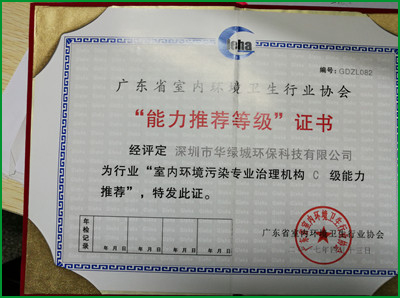 ieha
编号：GDZL082
广东省室内环境卫生行业协会
“能力推荐等级”证书
经评定 深圳市华缘城环保科技有限公司
为行业“室内环境污染专业治理机构 C 级能力
推荐”，特发此证。
年检记录
年 月 日 年 月 日 年 月 日 年 月 日
广东省室内环境卫生行业协会